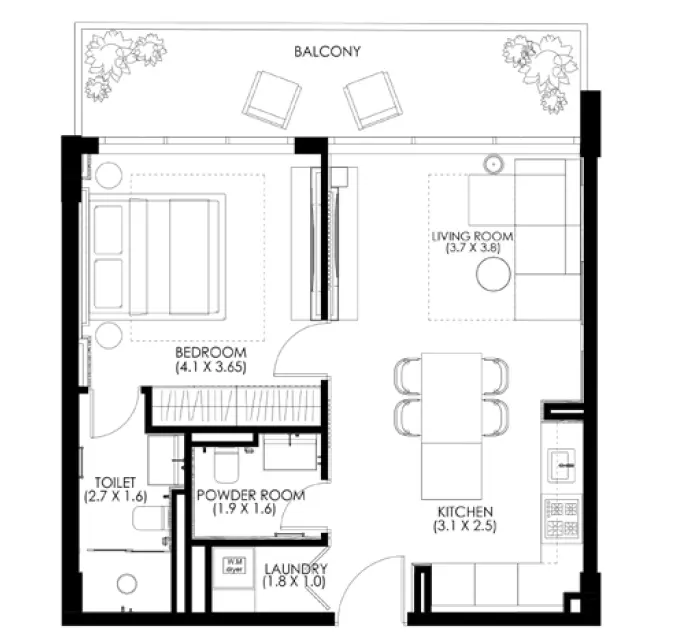 BALCONY
LIVING ROOM
(3.7 X 3.8)
BEDROOM
(4.1 X 3.65)
TOILET
(2.7 X 1.6)
POWDER ROOM
(1.9 X 1.6)
KITCHEN
(3.1 X 2.5)
W.M
dryer
LAUNDRY
(1.8 X 1.0)